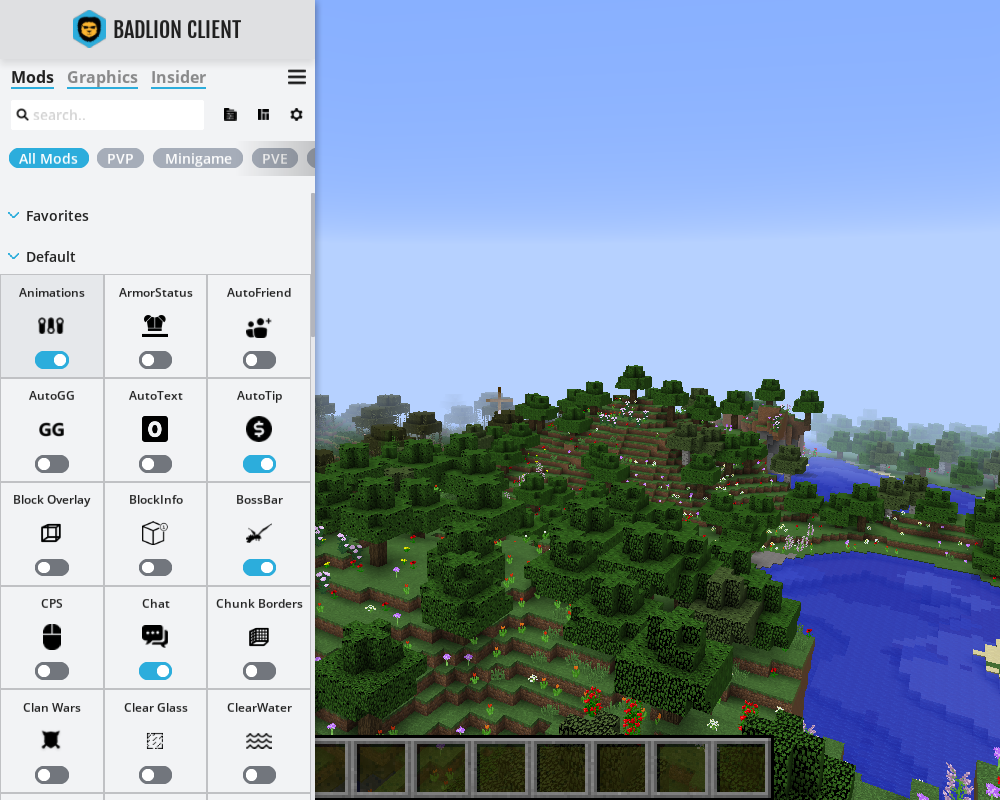 BADLION CLIENT
Mods Graphics Insider
search..
All Mods PVP Minigame PVE
Favorites
Default
Animations ArmorStatus AutoFriend
AutoGG AutoText AutoTip
GG O $
Block Overlay BlockInfo BossBar
CPS Chat Chunk Borders
Clan Wars Clear Glass ClearWater